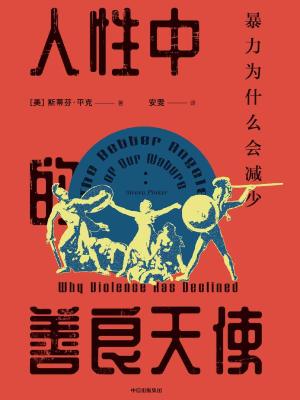 人性中
暴力为什么会减少
[美]斯蒂芬·平克——著
安雯——译
的
The Better Angels
of Our Nature
:
Steven Pinker
Why Violence Has Declined
善良天使
中信出版集团